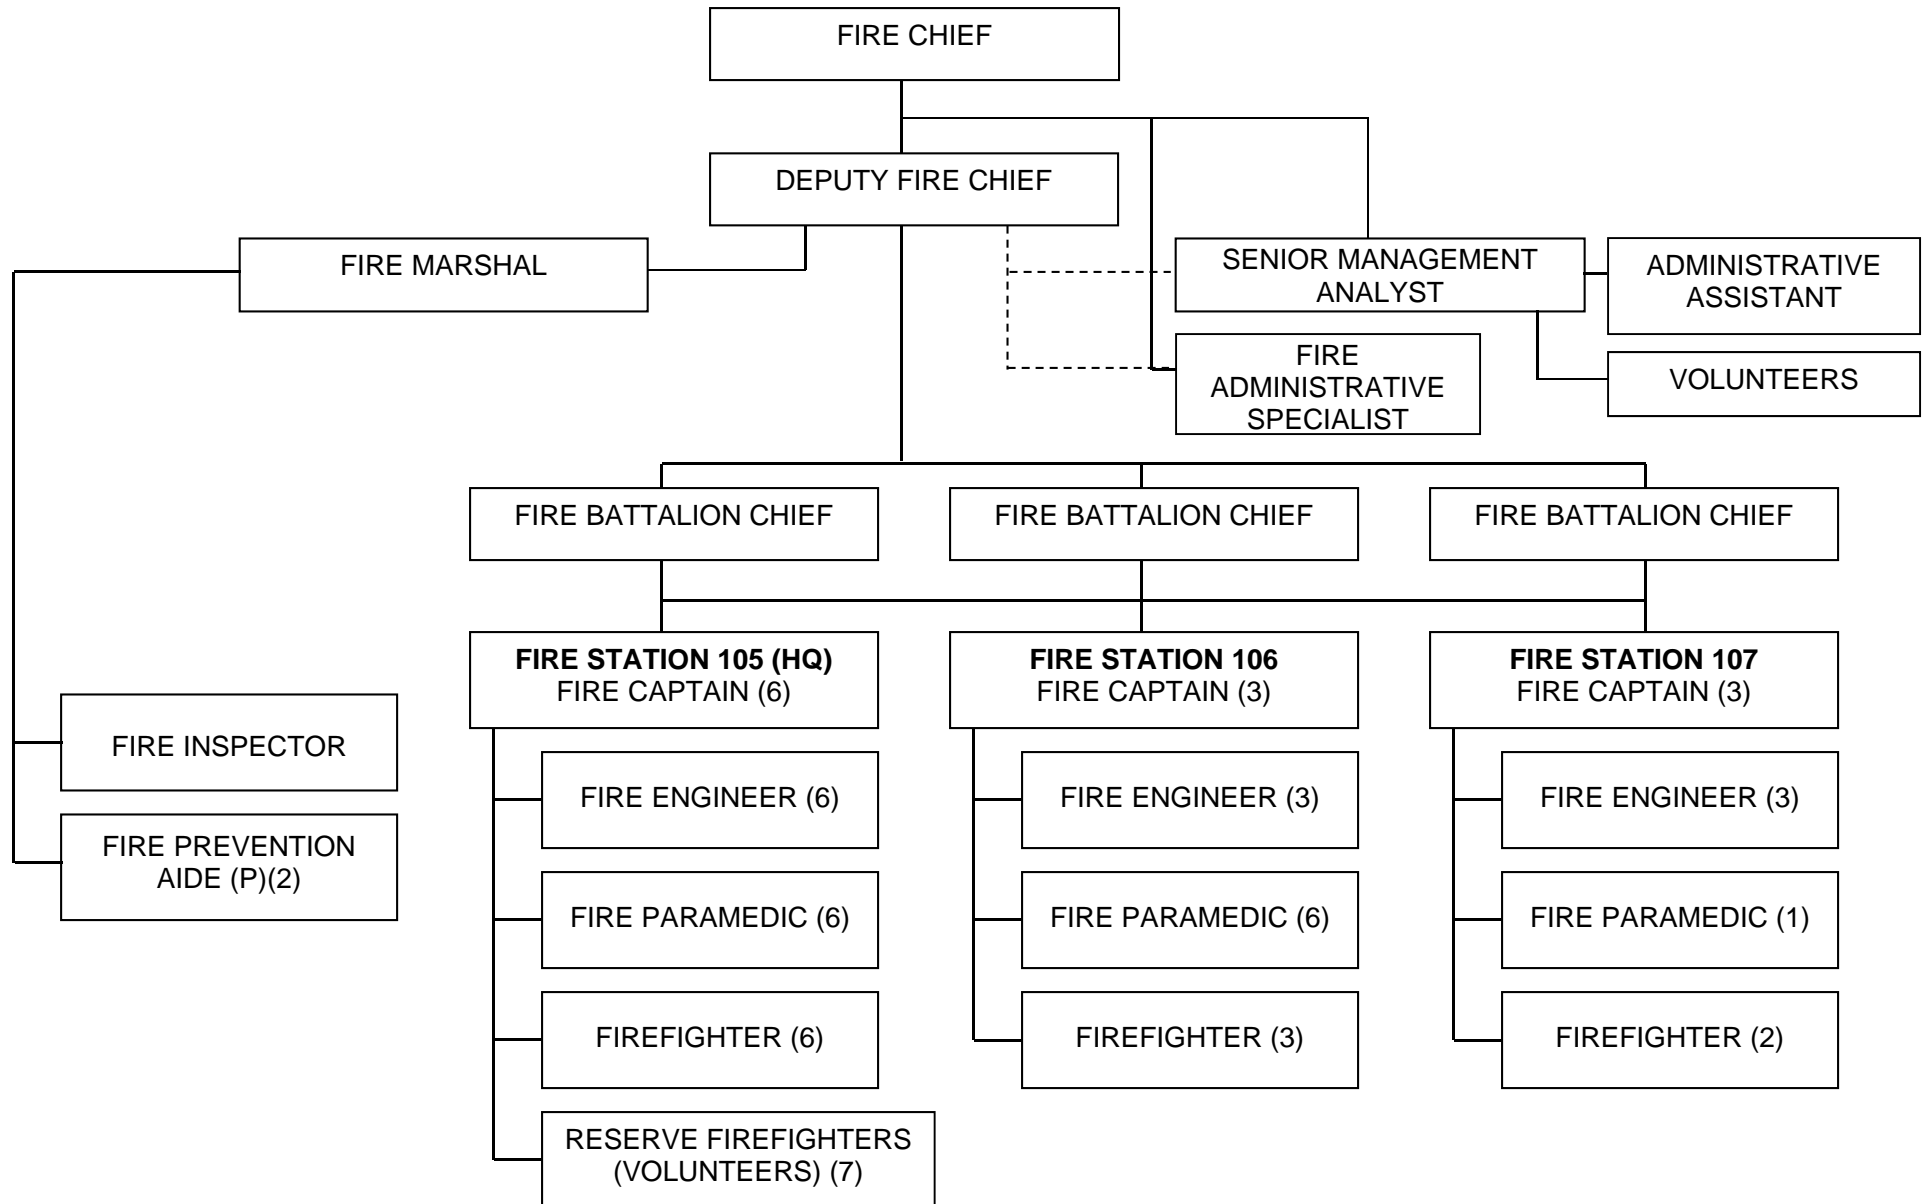 FIRE CHIEF
DEPUTY FIRE CHIEF
FIRE MARSHAL
SENIOR MANAGEMENT
ANALYST
ADMINISTRATIVE
ASSISTANT
FIRE
ADMINISTRATIVE
SPECIALIST
VOLUNTEERS
FIRE BATTALION CHIEF
FIRE BATTALION CHIEF
FIRE BATTALION CHIEF
FIRE STATION 105 (HQ)
FIRE CAPTAIN (6)
FIRE STATION 106
FIRE CAPTAIN (3)
FIRE STATION 107
FIRE CAPTAIN (3)
FIRE INSPECTOR
FIRE PREVENTION
AIDE (P)(2)
FIRE ENGINEER (6)
FIRE PARAMEDIC (6)
FIREFIGHTER (6)
RESERVE FIREFIGHTERS
(VOLUNTEERS) (7)
FIRE ENGINEER (3)
FIRE PARAMEDIC (6)
FIREFIGHTER (3)
FIRE ENGINEER (3)
FIRE PARAMEDIC (1)
FIREFIGHTER (2)